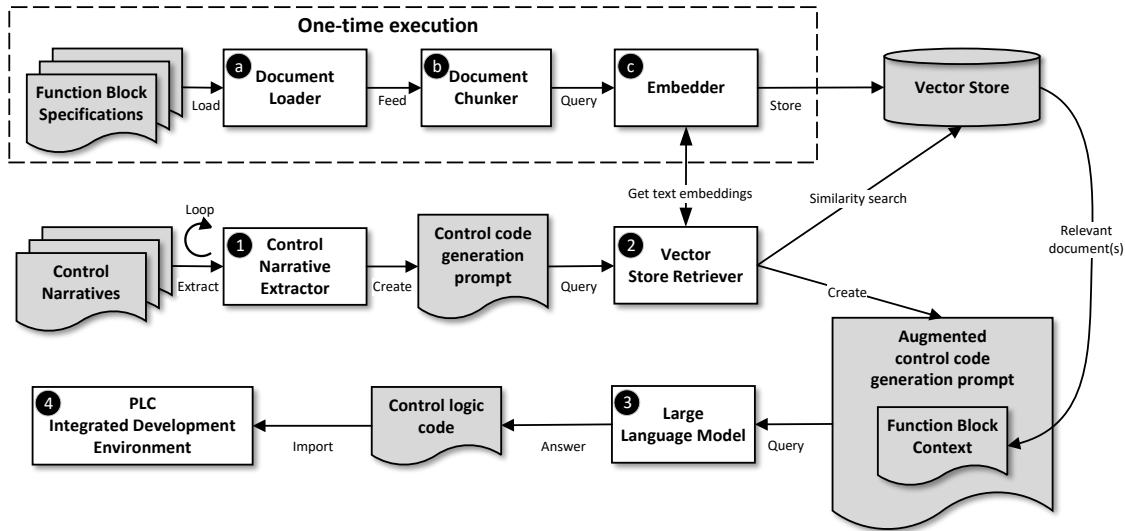 One-time execution
Function Block
Specifications
Load
a
Document
Loader
Feed
b
Document
Chunker
Query
c
Embedder
Store
Vector Store
Get text embeddings
Similarity search
Relevant
document(s)
Control
Narratives
Loop
Extract
1
Control
Narrative
Extractor
Create
Control code
generation
prompt
Query
2
Vector
Store Retriever
Create
Augmented
control code
generation prompt
Function Block
Context
Query
3
Large
Language Model
Answer
Control logic
code
Import
4
PLC
Integrated Development
Environment